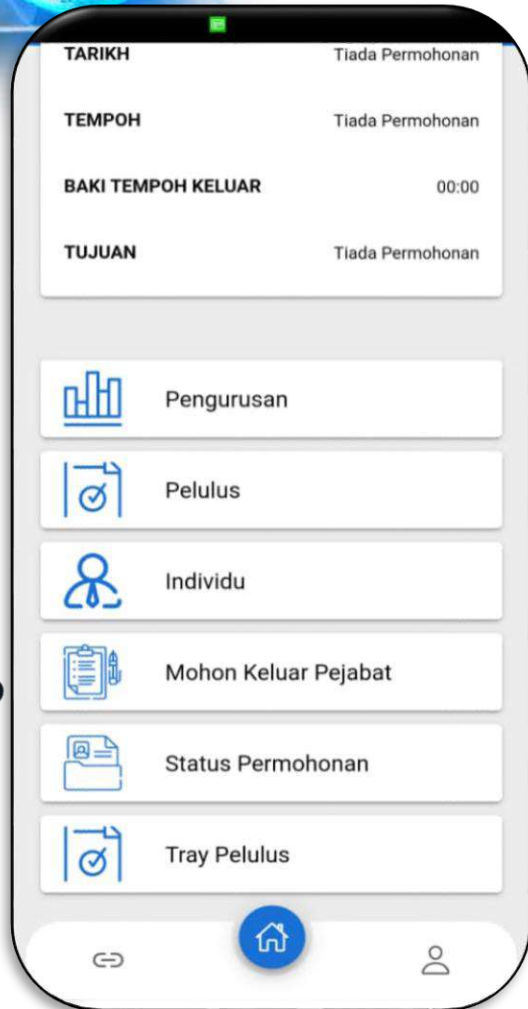 TARIKH Tiada Permohonan
TEMPOH Tiada Permohonan
BAKI TEMPOH KELUAR 00:00
TUJUAN Tiada Permohonan
Pengurusan
Pelulus
Individu
Mohon Keluar Pejabat
Status Permohonan
Tray Pelulus